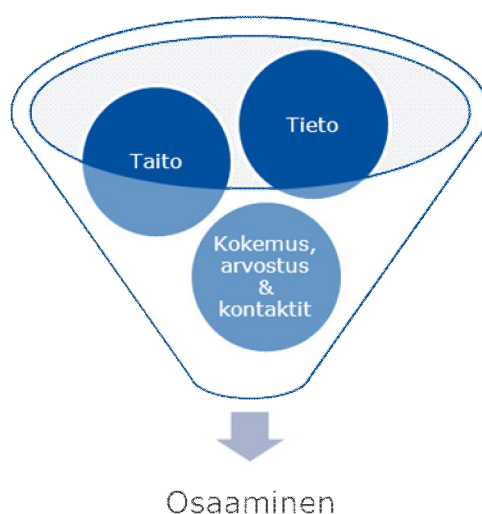 Tieto
Taito
Kokemus,
arvostus
&
kontaktit
Osaaminen